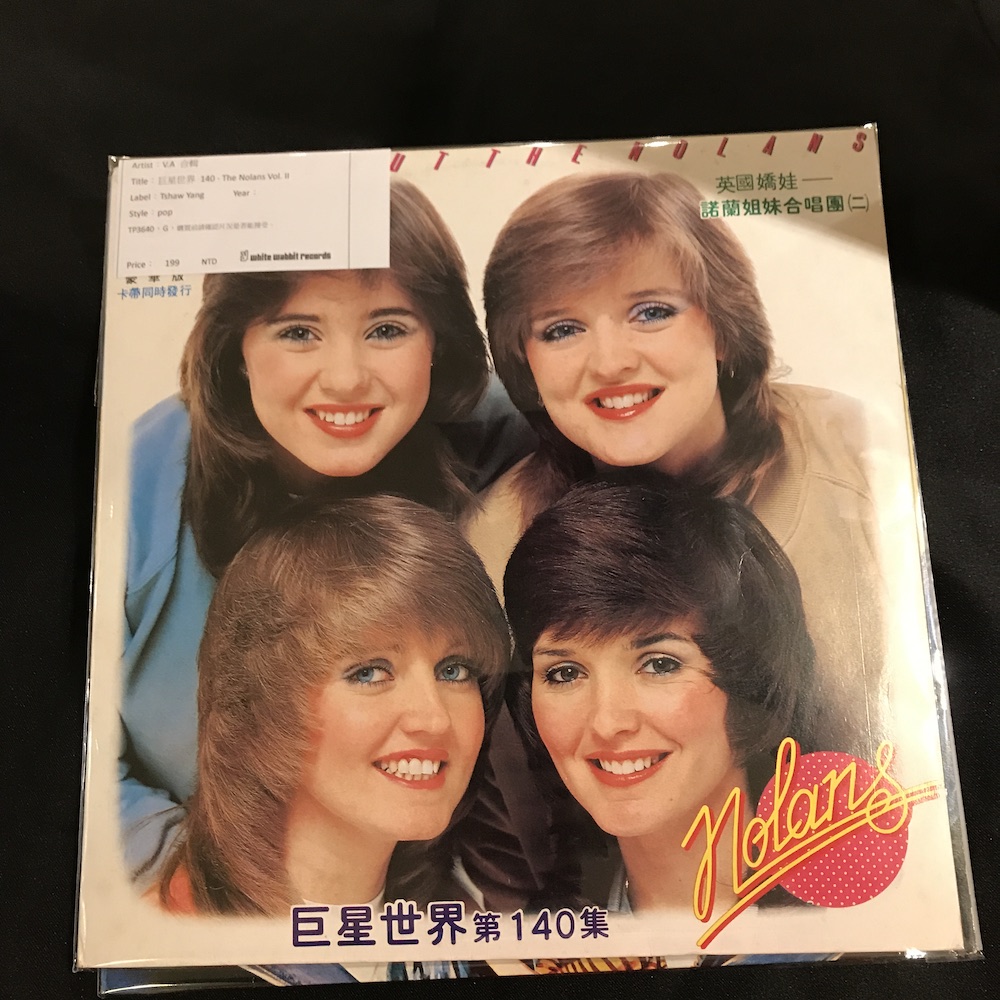 UT THE NOLANS
Artist : V.A 合輯
Title : 巨星世界 140 - The Nolans Vol. II
Label : Tshaw Yang Year :
Style : pop
TP3640、G、
Price : 199 NTD white wabbit records
英國嬌娃——
諾蘭姐妹合唱團(二)
豪華版
卡帶同時發行
Nolans
巨星世界第140集